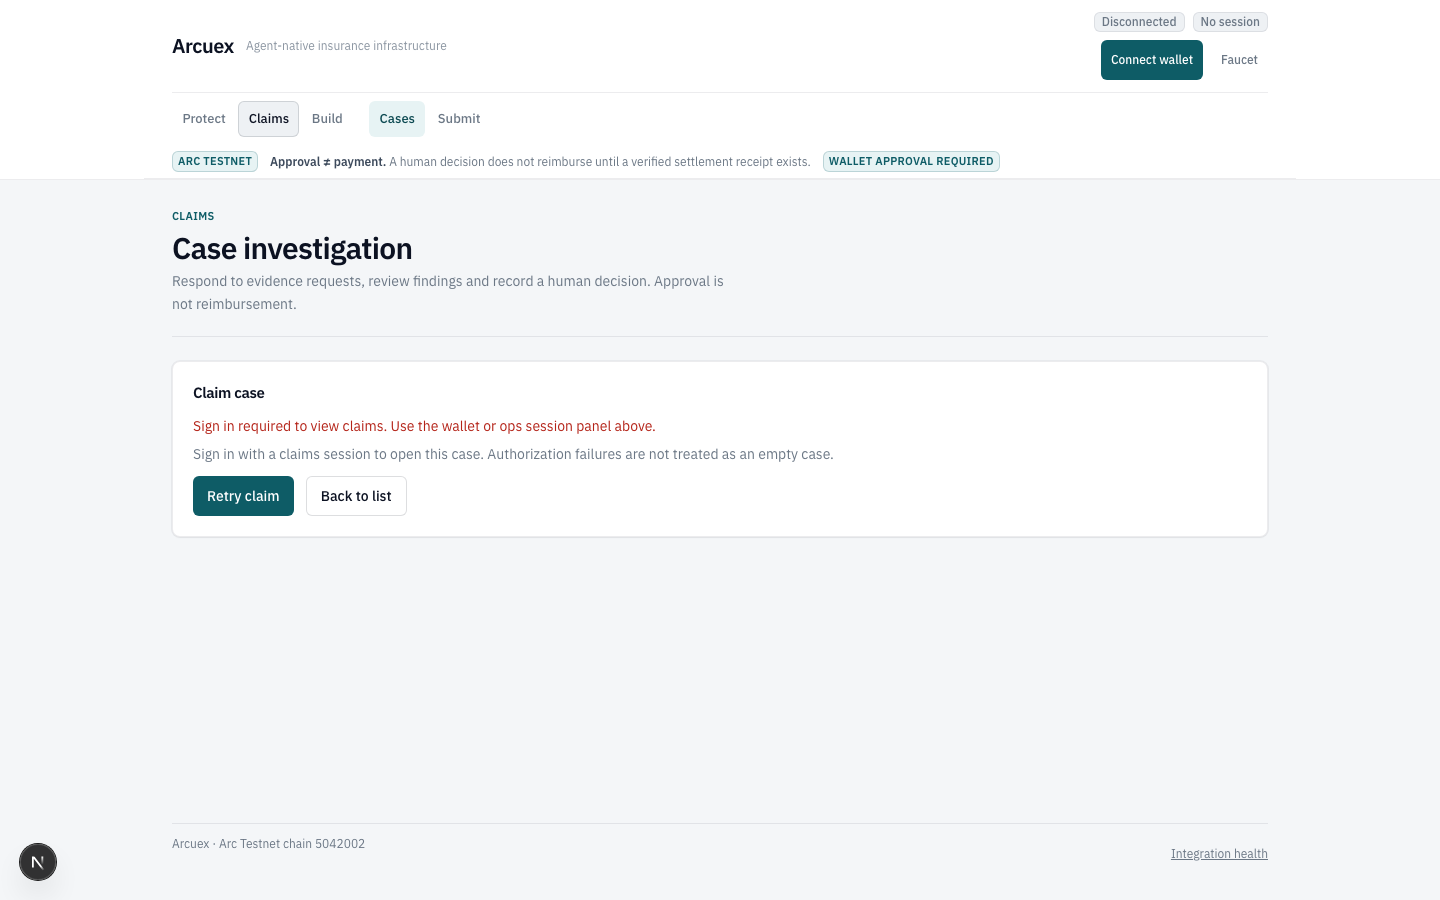 Arcuex Agent-native insurance infrastructure
Disconnected No session
Connect wallet Faucet
Protect Claims Build Cases Submit
ARC TESTNET Approval ≠ payment. A human decision does not reimburse until a verified settlement receipt exists. WALLET APPROVAL REQUIRED
CLAIMS
Case investigation
Respond to evidence requests, review findings and record a human decision. Approval is
not reimbursement.
Claim case
Sign in required to view claims. Use the wallet or ops session panel above.
Sign in with a claims session to open this case. Authorization failures are not treated as an empty case.
Retry claim Back to list
Arcuex · Arc Testnet chain 5042002
Integration health
N